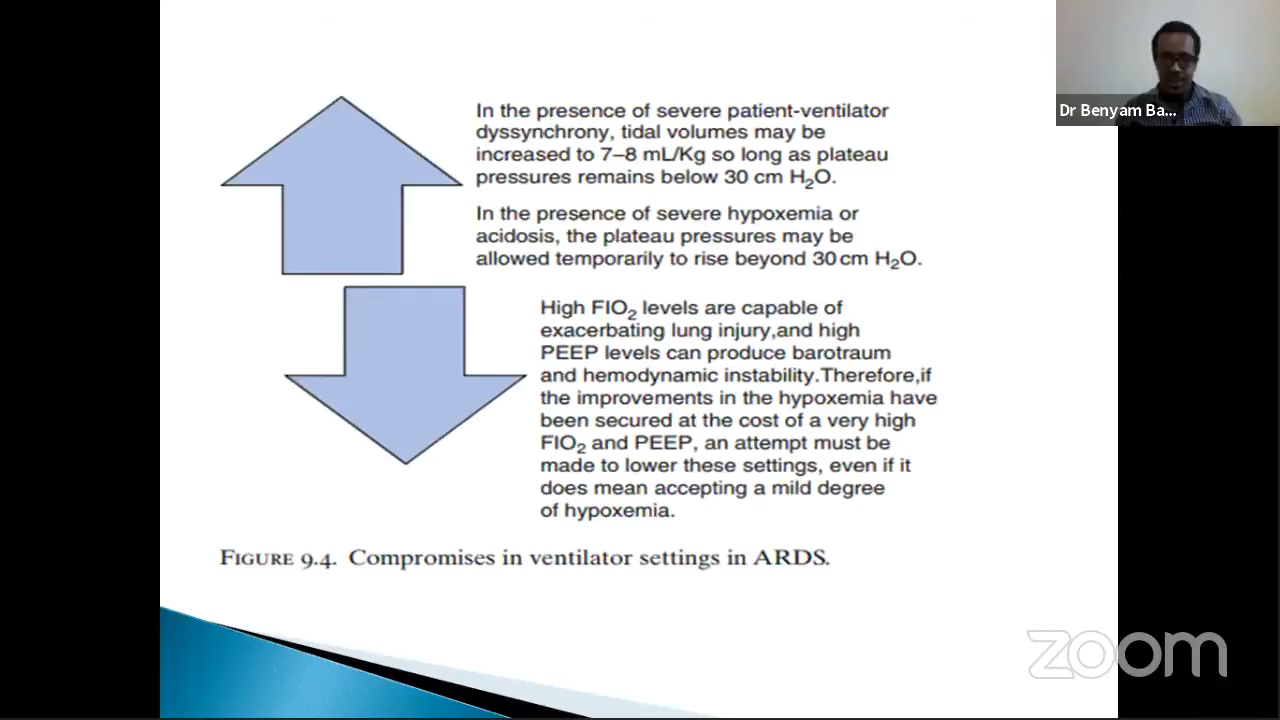 In the presence of severe patient-ventilator
dyssynchrony, tidal volumes may be
increased to 7–8 mL/Kg so long as plateau
pressures remains below 30 cm H₂O.
In the presence of severe hypoxemia or
acidosis, the plateau pressures may be
allowed temporarily to rise beyond 30 cm H₂O.
High FIO₂ levels are capable of
exacerbating lung injury,and high
PEEP levels can produce barotraum
and hemodynamic instability.Therefore,if
the improvements in the hypoxemia have
been secured at the cost of a very high
FIO₂ and PEEP, an attempt must be
made to lower these settings, even if it
does mean accepting a mild degree
of hypoxemia.
FIGURE 9.4. Compromises in ventilator settings in ARDS.
Dr Benyam Ba...
zoom